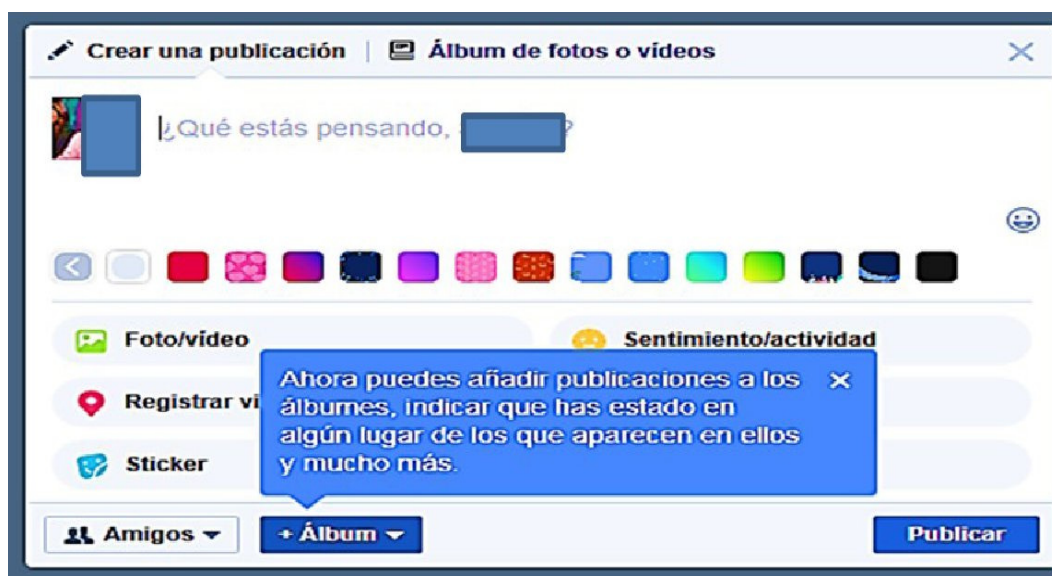 Crear una publicación | Álbum de fotos o vídeos
¿Qué estás pensando, ?
Foto/vídeo Sentimiento/actividad
Registrar vi
Sticker
Ahora puedes añadir publicaciones a los
álbumes, indicar que has estado en
algún lugar de los que aparecen en ellos
y mucho más.
Amigos + Álbum Publicar